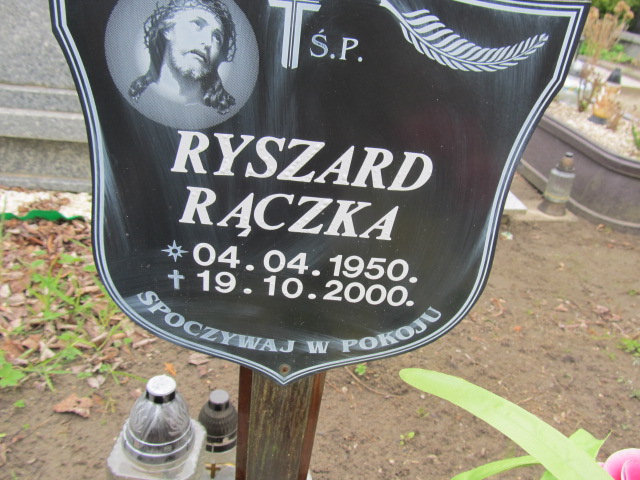 Ś.P.
RYSZARD
RĄCZKA
04.04.1950.
19.10.2000.
SPOCZYWAJ W POKOJU